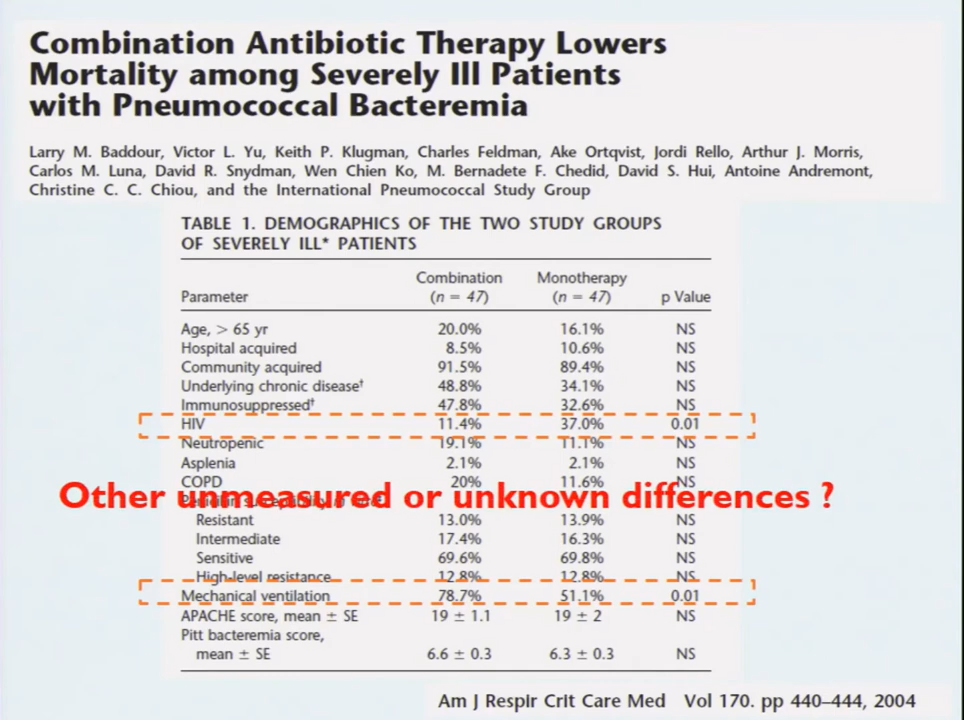 Combination Antibiotic Therapy Lowers
Mortality among Severely Ill Patients
with Pneumococcal Bacteremia
Larry M. Baddour, Victor L. Yu, Keith P. Klugman, Charles Feldman, Ake Ortqvist, Jordi Rello, Arthur J. Morris,
Carlos M. Luna, David R. Snydman, Wen Chien Ko, M. Bernadete F. Chedid, David S. Hui, Antoine Andremont,
Christine C. C. Chiou, and the International Pneumococcal Study Group
TABLE 1. DEMOGRAPHICS OF THE TWO STUDY GROUPS
OF SEVERELY ILL* PATIENTS
Combination Monotherapy
Parameter (n = 47) (n = 47) p Value
Age, > 65 yr 20.0% 16.1% NS
Hospital acquired 8.5% 10.6% NS
Community acquired 91.5% 89.4% NS
Underlying chronic disease† 48.8% 34.1% NS
Immunosuppressed† 47.8% 32.6% NS
HIV 11.4% 37.0% 0.01
Neutropenic 19.1% 11.1% NS
Asplenia 2.1% 2.1% NS
COPD 20% 11.6% NS
Other unmeasured or unknown differences ?
Resistant 13.0% 13.9% NS
Intermediate 17.4% 16.3% NS
Sensitive 69.6% 69.8% NS
High-level resistance 12.8% 12.8% NS
Mechanical ventilation 78.7% 51.1% 0.01
APACHE score, mean ± SE 19 ± 1.1 19 ± 2 NS
Pitt bacteremia score,
mean ± SE 6.6 ± 0.3 6.3 ± 0.3 NS
Am J Respir Crit Care Med Vol 170. pp 440–444, 2004